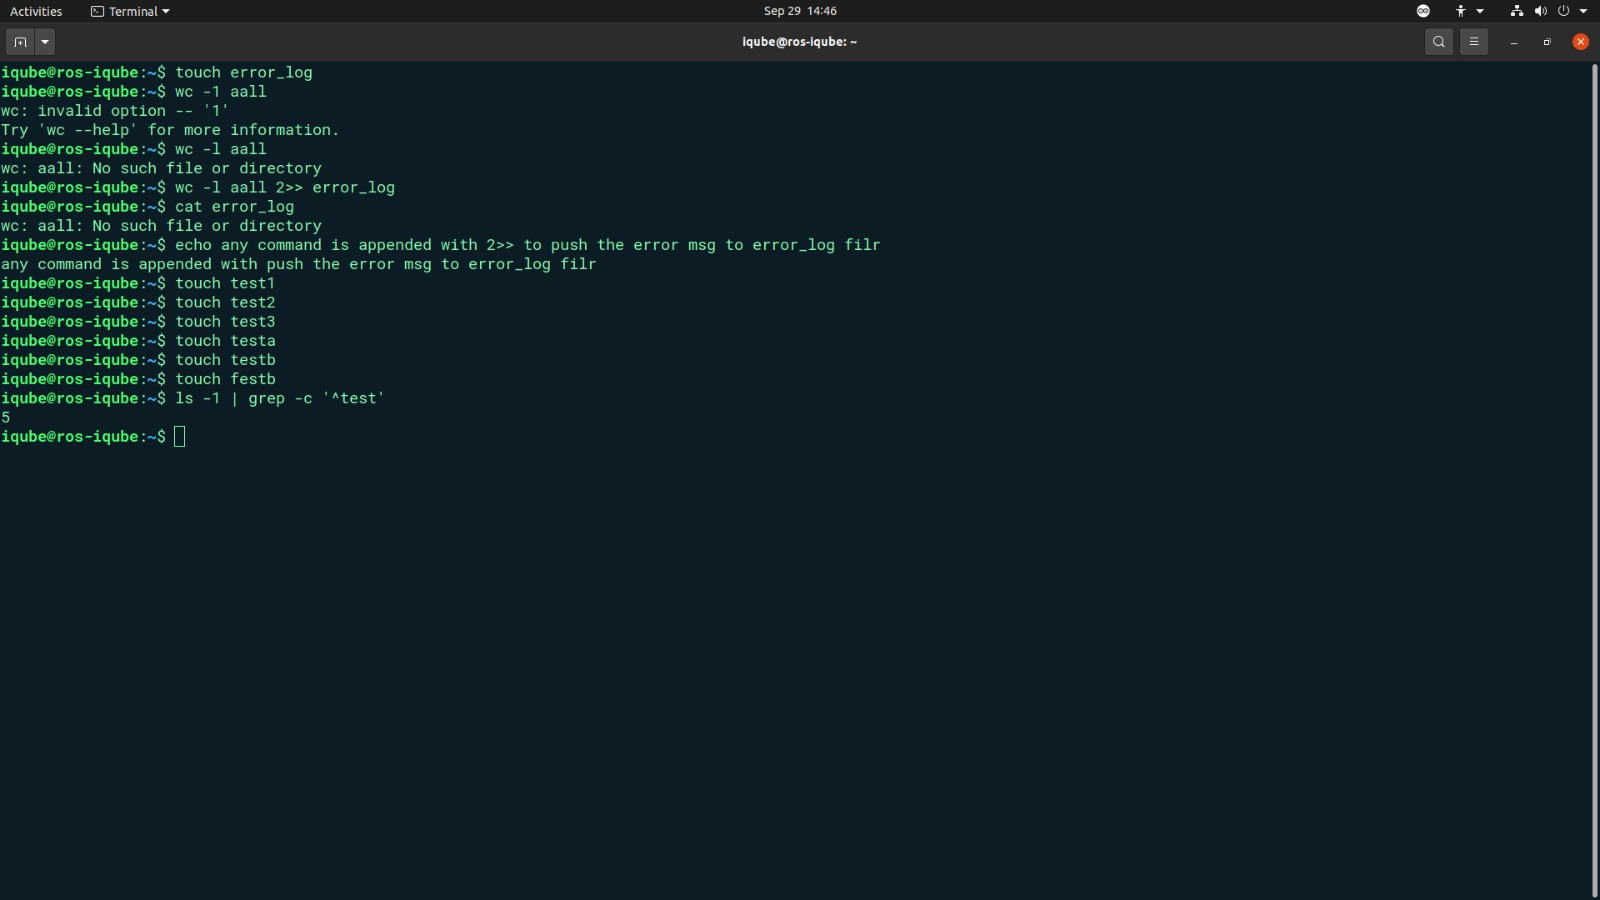 Activities Terminal Sep 29 14:46
iqube@ros-iqube: ~
iqube@ros-iqube:~$ touch error_log
iqube@ros-iqube:~$ wc -1 aall
wc: invalid option -- '1'
Try 'wc --help' for more information.
iqube@ros-iqube:~$ wc -l aall
wc: aall: No such file or directory
iqube@ros-iqube:~$ wc -l aall 2>> error_log
iqube@ros-iqube:~$ cat error_log
wc: aall: No such file or directory
iqube@ros-iqube:~$ echo any command is appended with 2>> to push the error msg to error_log filr
any command is appended with push the error msg to error_log filr
iqube@ros-iqube:~$ touch test1
iqube@ros-iqube:~$ touch test2
iqube@ros-iqube:~$ touch test3
iqube@ros-iqube:~$ touch testa
iqube@ros-iqube:~$ touch testb
iqube@ros-iqube:~$ touch festb
iqube@ros-iqube:~$ ls -1 | grep -c '^test'
5
iqube@ros-iqube:~$